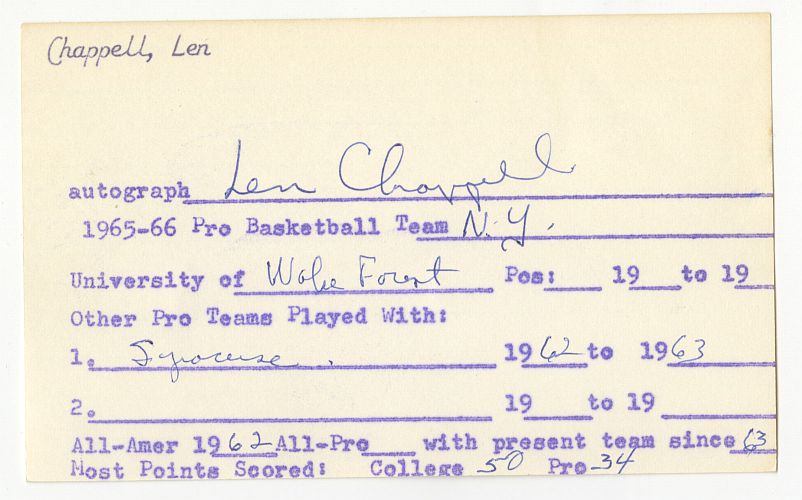 Chappell, Len
autograph Len Chappell
1965-66 Pro Basketball Team N.Y.
University of Wake Forest Pos: 19 to 19
Other Pro Teams Played With:
1. Syracuse. 1962 to 1963
2. 19 to 19
All-Amer 1962 All-Pro with present team since 63
Most Points Scored: College 50 Pro 34